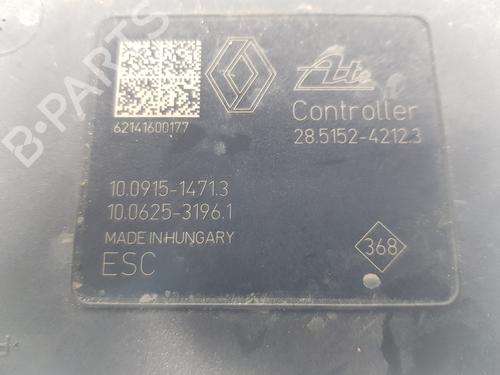 62141600177
Ate
Controller
28.5152-4212.3
10.0915-1471.3
10.0625-3196.1
MADE IN HUNGARY
ESC
368
B-PARTS